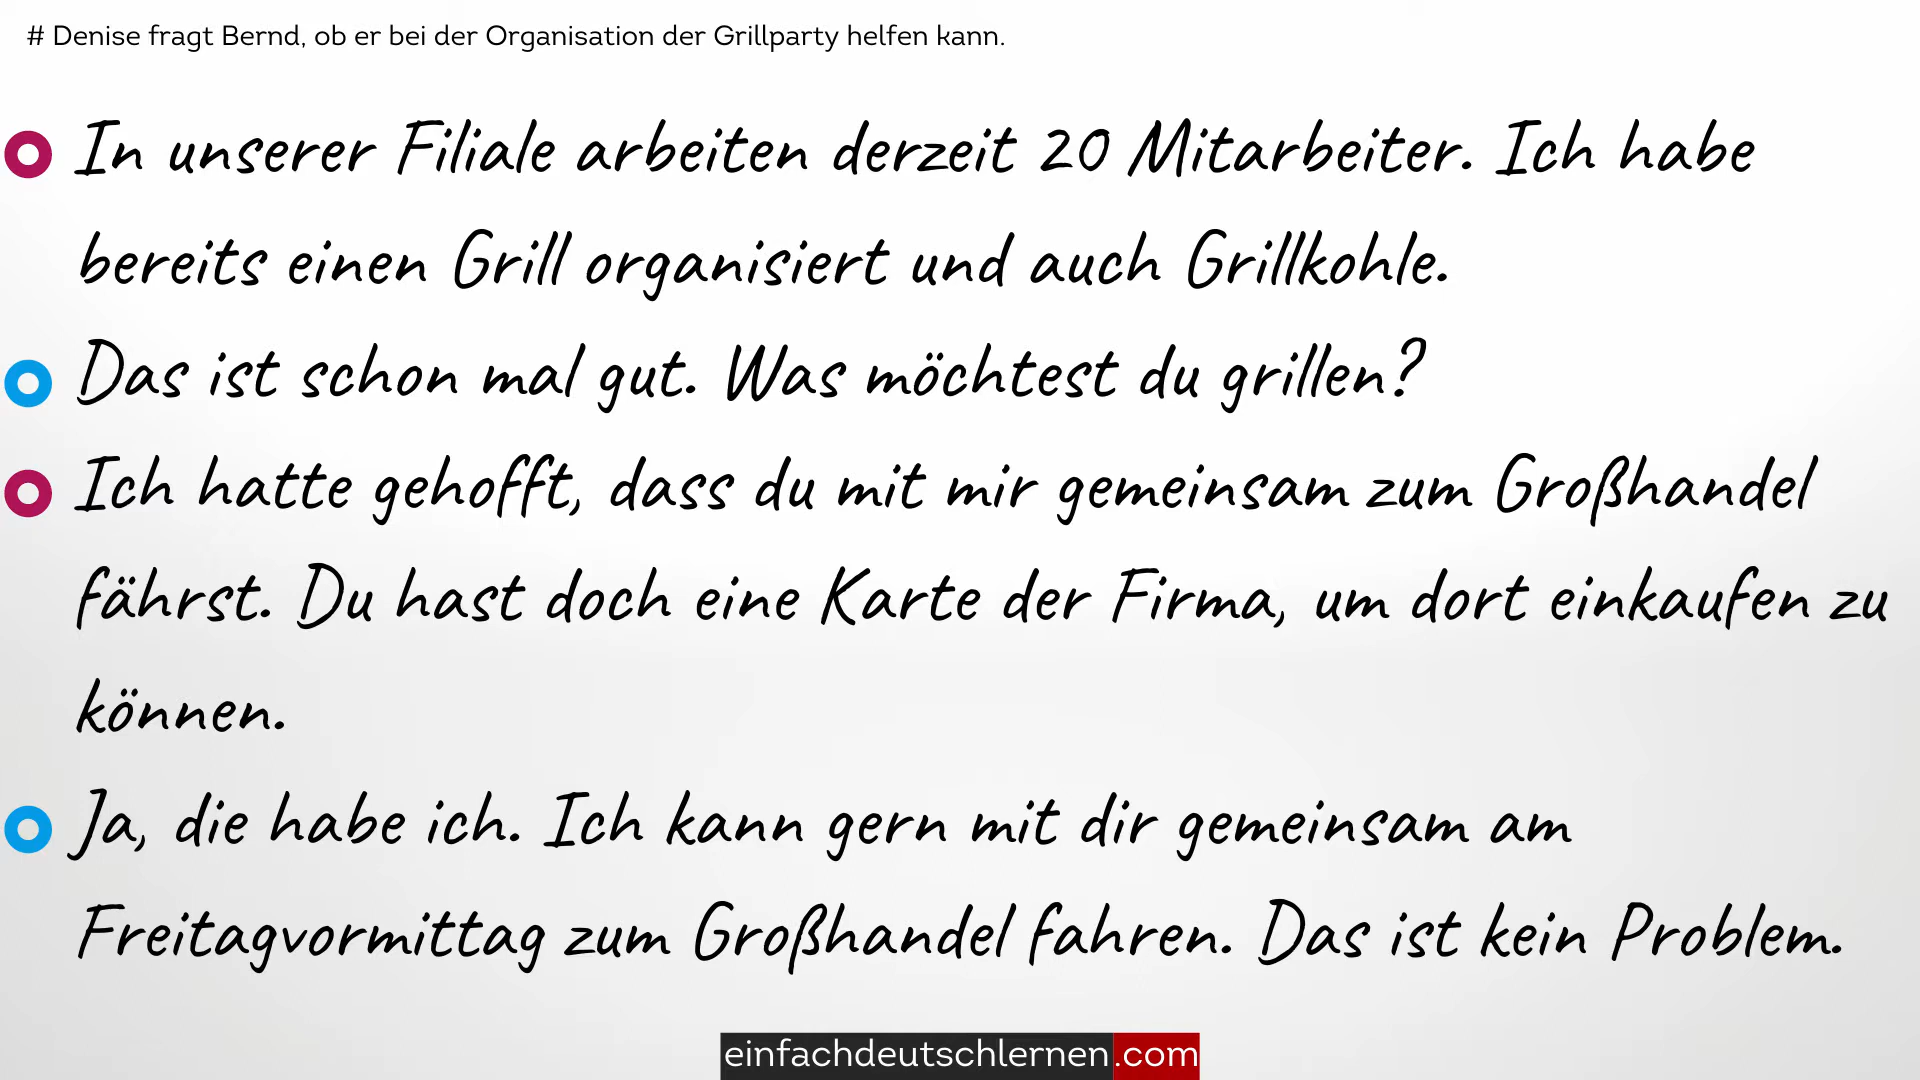 # Denise fragt Bernd, ob er bei der Organisation der Grillparty helfen kann.
In unserer Filiale arbeiten derzeit 20 Mitarbeiter. Ich habe
bereits einen Grill organisiert und auch Grillkohle.
Das ist schon mal gut. Was möchtest du grillen?
Ich hatte gehofft, dass du mit mir gemeinsam zum Großhandel
fährst. Du hast doch eine Karte der Firma, um dort einkaufen zu
können.
Ja, die habe ich. Ich kann gern mit dir gemeinsam am
Freitagvormittag zum Großhandel fahren. Das ist kein Problem.
einfachdeutschlernen.com